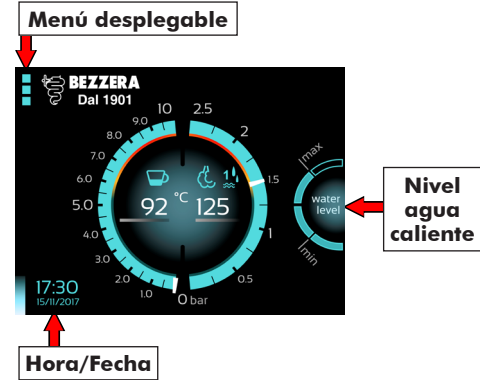 Menú desplegable
BEZZERA
Dal 1901
10
2.5
9.0
8.0
2
7.0
max
6.0
1.5
°C
92
125
1
5.0
water
level
Nivel
agua
caliente
4.0
1
3.0
min
2.0
0.5
1.0
0 bar
17:30
15/11/2017
Hora/Fecha